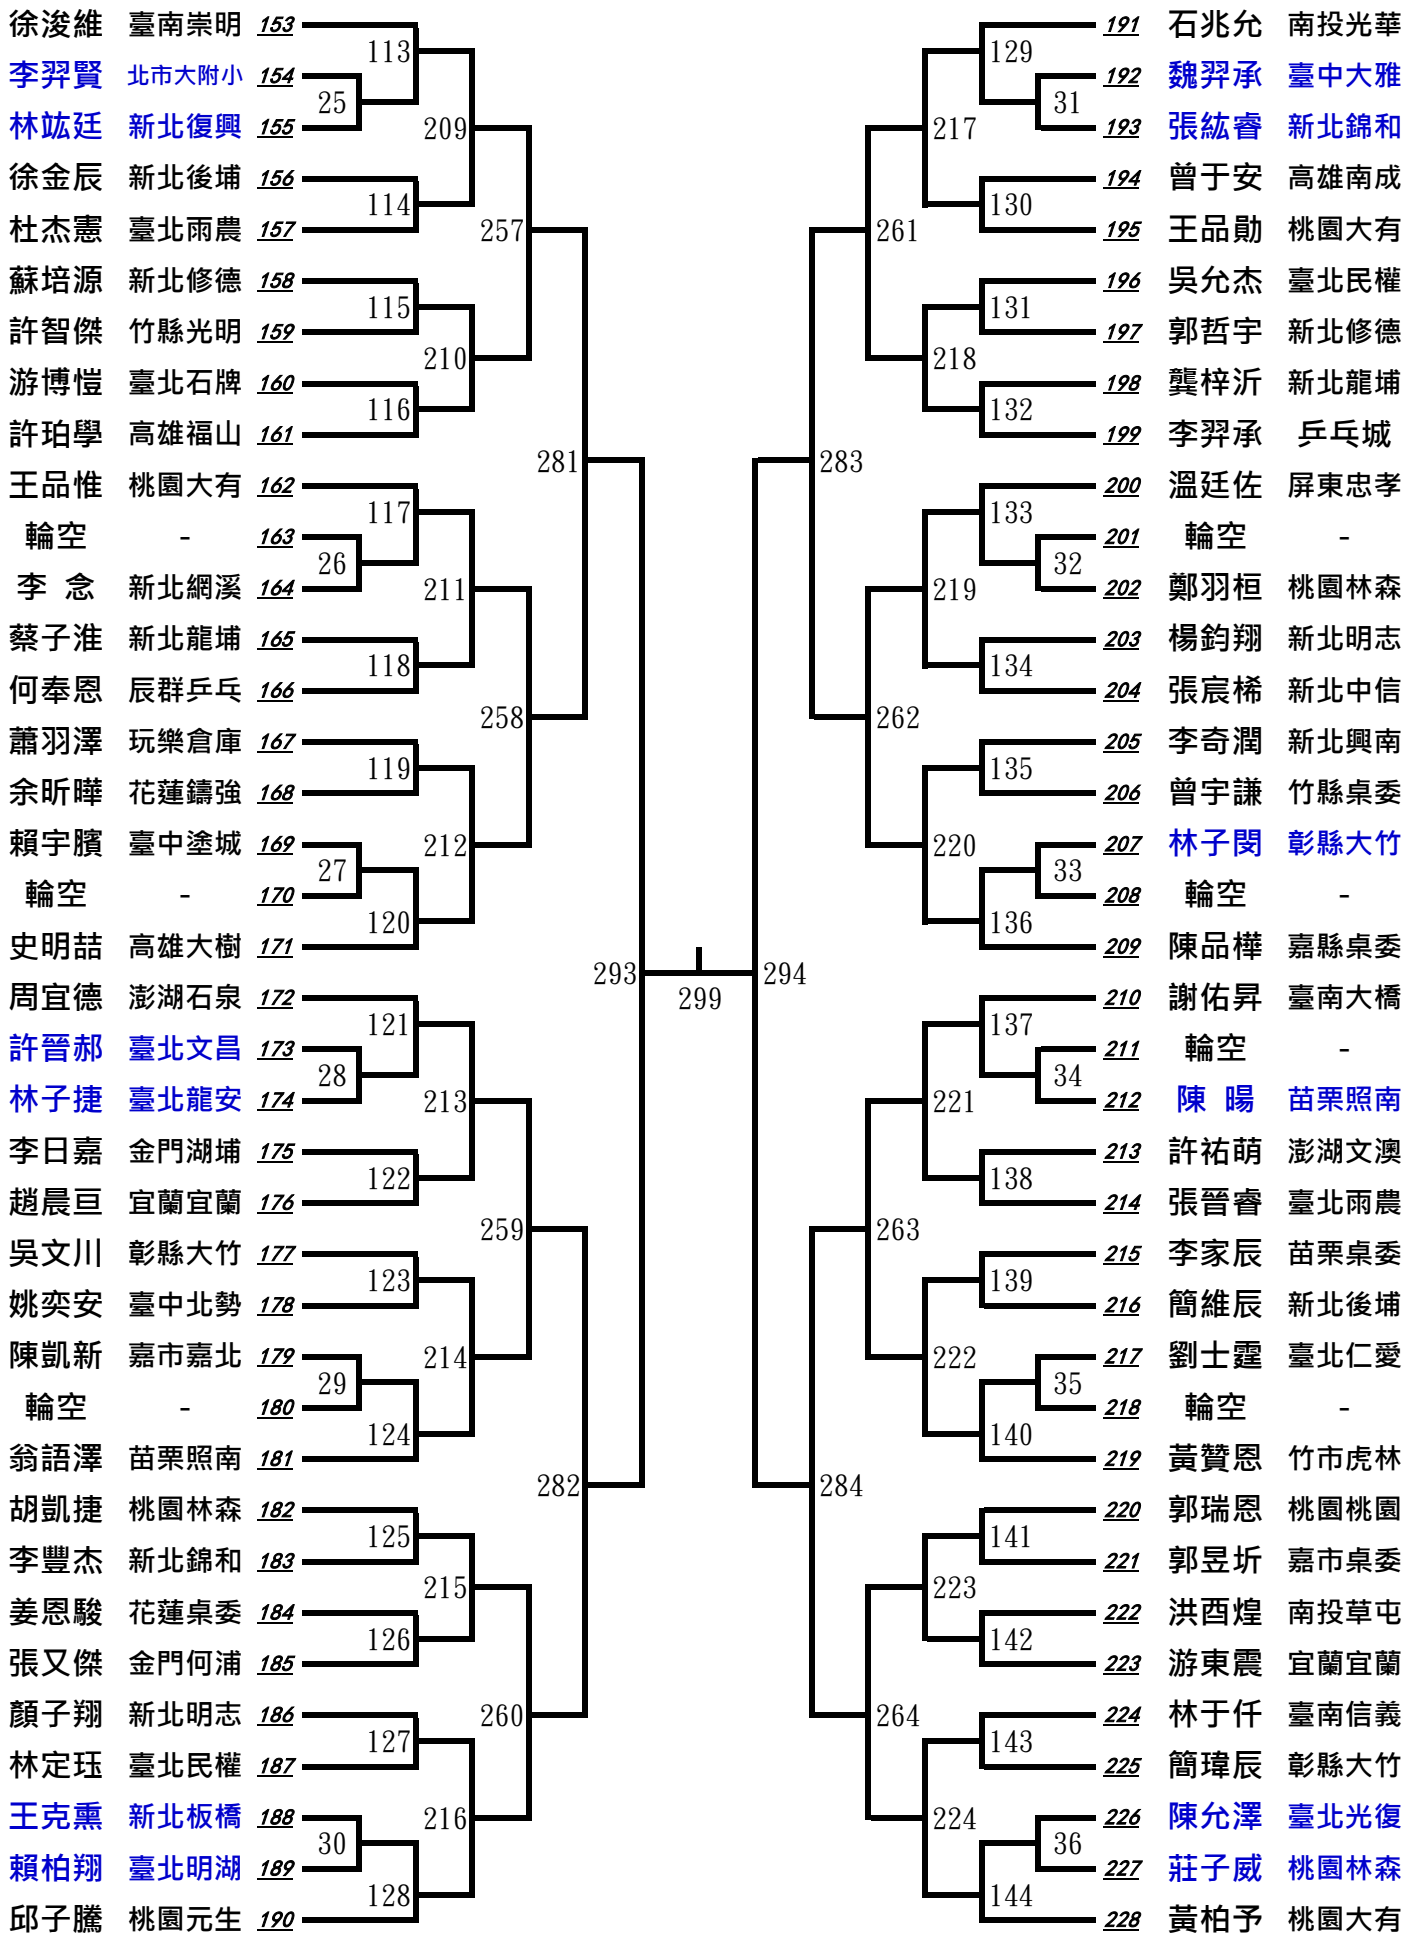 徐浚維 臺南崇明 153
113
李羿賢 北市大附小 154
25
林竑廷 新北復興 155
209
徐金辰 新北後埔 156
114
杜杰憲 臺北雨農 157
257
蘇培源 新北修德 158
115
許智傑 竹縣光明 159
210
游博愷 臺北石牌 160
116
許珀學 高雄福山 161
281
王品惟 桃園大有 162
117
輪空 - 163
26
李 念 新北網溪 164
211
蔡子淮 新北龍埔 165
118
何奉恩 辰群乒乓 166
258
蕭羽澤 玩樂倉庫 167
119
余昕曄 花蓮鑄強 168
賴宇臏 臺中塗城 169
212
27
輪空 - 170
120
史明喆 高雄大樹 171
293
周宜德 澎湖石泉 172
121
許晉郝 臺北文昌 173
28
林子捷 臺北龍安 174
213
李日嘉 金門湖埔 175
122
趙晨亘 宜蘭宜蘭 176
259
吳文川 彰縣大竹 177
123
姚奕安 臺中北勢 178
陳凱新 嘉市嘉北 179
214
29
輪空 - 180
124
翁語澤 苗栗照南 181
282
胡凱捷 桃園林森 182
125
李豐杰 新北錦和 183
215
姜恩駿 花蓮桌委 184
126
張又傑 金門何浦 185
顏子翔 新北明志 186
260
127
林定珏 臺北民權 187
王克熏 新北板橋 188
216
30
賴柏翔 臺北明湖 189
128
邱子騰 桃園元生 190
299
191 石兆允 南投光華
129
192 魏羿承 臺中大雅
31
193 張紘睿 新北錦和
217
194 曾于安 高雄南成
130
195 王品勛 桃園大有
261
196 吳允杰 臺北民權
131
197 郭哲宇 新北修德
218
198 龔梓沂 新北龍埔
132
199 李羿承 乒乓城
283
200 溫廷佐 屏東忠孝
133
201 輪空 -
32
202 鄭羽桓 桃園林森
219
203 楊鈞翔 新北明志
134
204 張宸桸 新北中信
262
205 李奇潤 新北興南
135
206 曾宇謙 竹縣桌委
207 林子閔 彰縣大竹
220
33
208 輪空 -
136
209 陳品樺 嘉縣桌委
294
210 謝佑昇 臺南大橋
137
211 輪空 -
34
212 陳 暘 苗栗照南
221
213 許祐萌 澎湖文澳
138
214 張晉睿 臺北雨農
263
215 李家辰 苗栗桌委
139
216 簡維辰 新北後埔
217 劉士霆 臺北仁愛
222
35
218 輪空 -
140
219 黃贊恩 竹市虎林
284
220 郭瑞恩 桃園桃園
141
221 郭昱圻 嘉市桌委
223
222 洪酉煌 南投草屯
142
223 游東震 宜蘭宜蘭
224 林于仟 臺南信義
264
143
225 簡瑋辰 彰縣大竹
226 陳允澤 臺北光復
224
36
227 莊子威 桃園林森
144
228 黃柏予 桃園大有